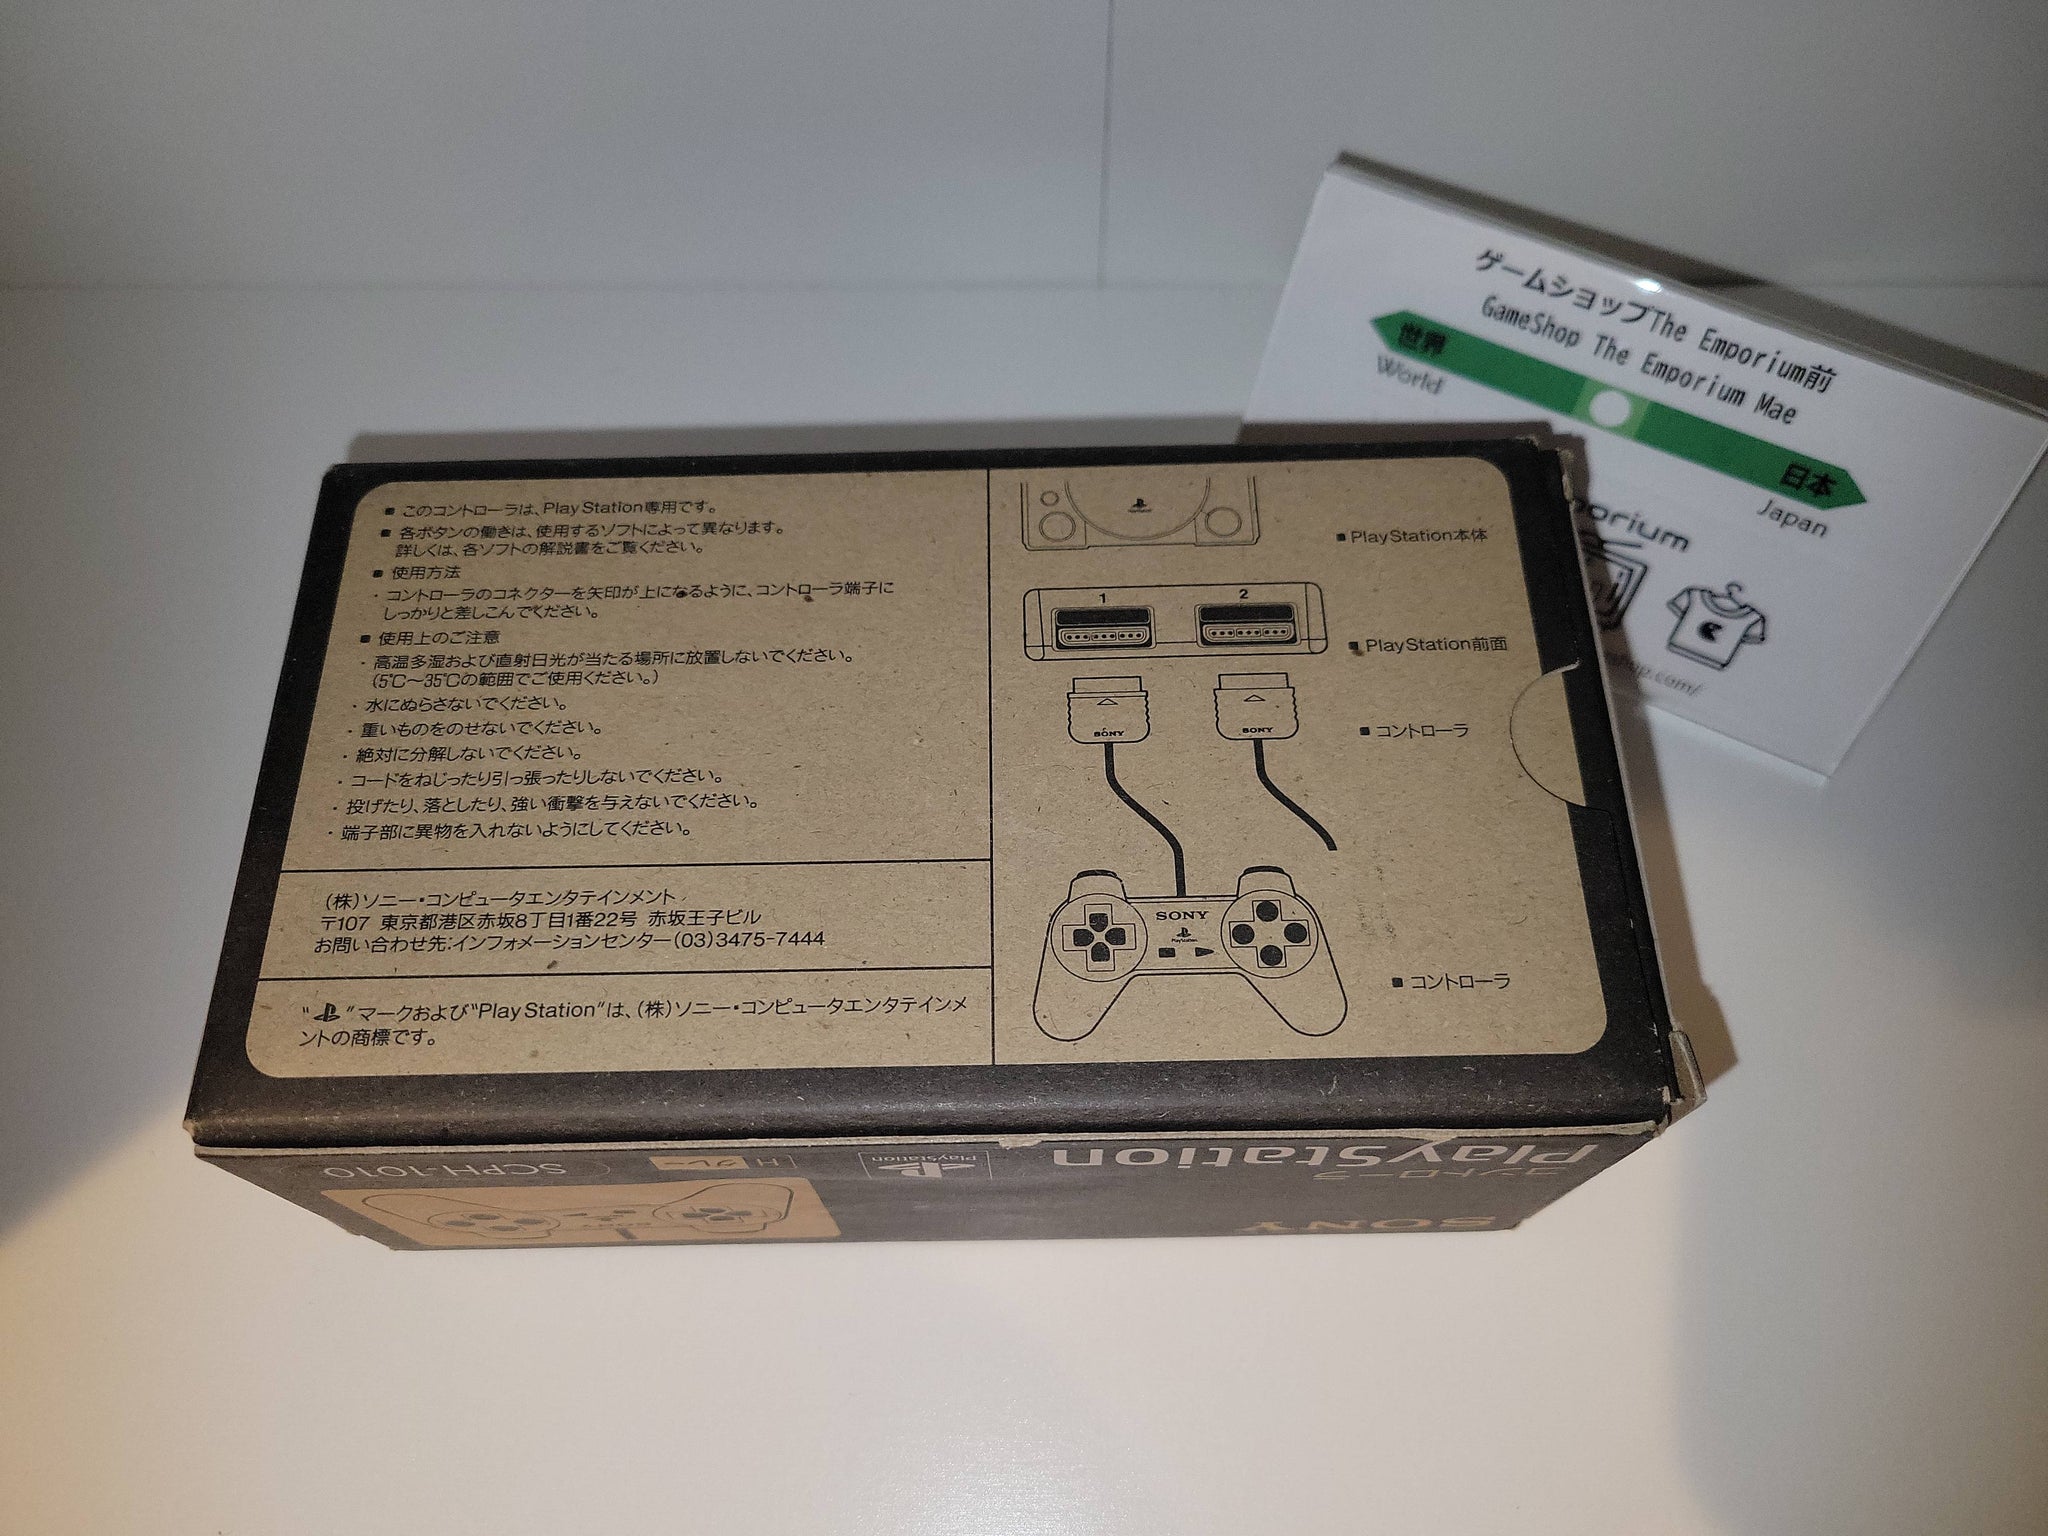 ゲームショップThe Emporium前
GameShop The Emporium Mae
世界
World
日本
Japan
■ このコントローラは、PlayStation専用です。
■ 各ボタンの働きは、使用するソフトによって異なります。
詳しくは、各ソフトの解説書をご覧ください。
■ 使用方法
・コントローラのコネクターを矢印が上になるように、コントローラ端子に
しっかりと差しこんでください。
■ 使用上のご注意
・高温多湿および直射日光が当たる場所に放置しないでください。
(5℃〜35℃の範囲でご使用ください。)
・水にぬらさないでください。
・重いものをのせないでください。
・絶対に分解しないでください。
・コードをねじったり引っ張ったりしないでください。
・投げたり、落としたり、強い衝撃を与えないでください。
・端子部に異物を入れないようにしてください。
(株)ソニー・コンピュータエンタテインメント
〒107 東京都港区赤坂8丁目1番22号 赤坂王子ビル
お問い合わせ先:インフォメーションセンター(03)3475-7444
" "マークおよび"PlayStation"は、(株)ソニー・コンピュータエンタテインメ
ントの商標です。
■ PlayStation本体
1
2
■ PlayStation前面
SONY
SONY
■ コントローラ
SONY
PlayStation
■ コントローラ
PlayStation
コントローラ
SONY
PlayStation
H グレー
SCPH-1010